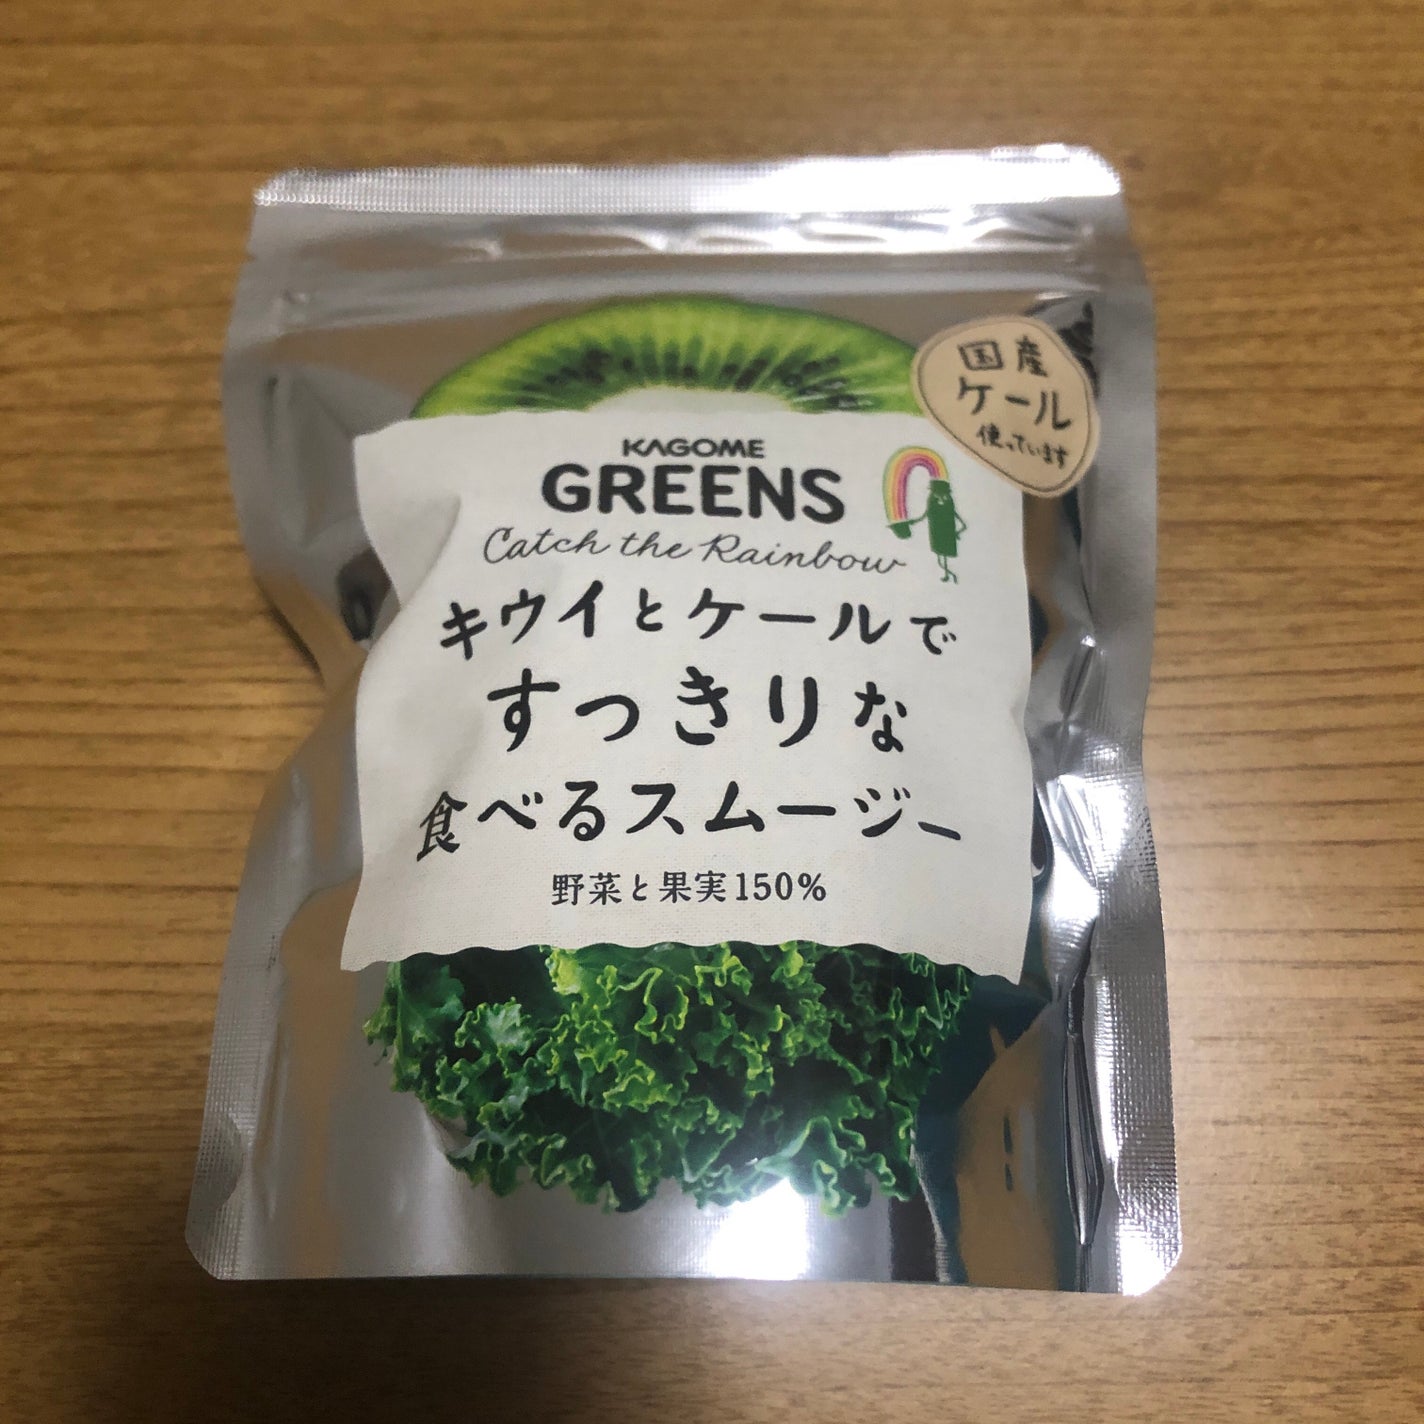 国産
ケール
使っています
KAGOME
GREENS
Catch the Rainbow
キウイとケールで
すっきりな
食べるスムージー
野菜と果実150%